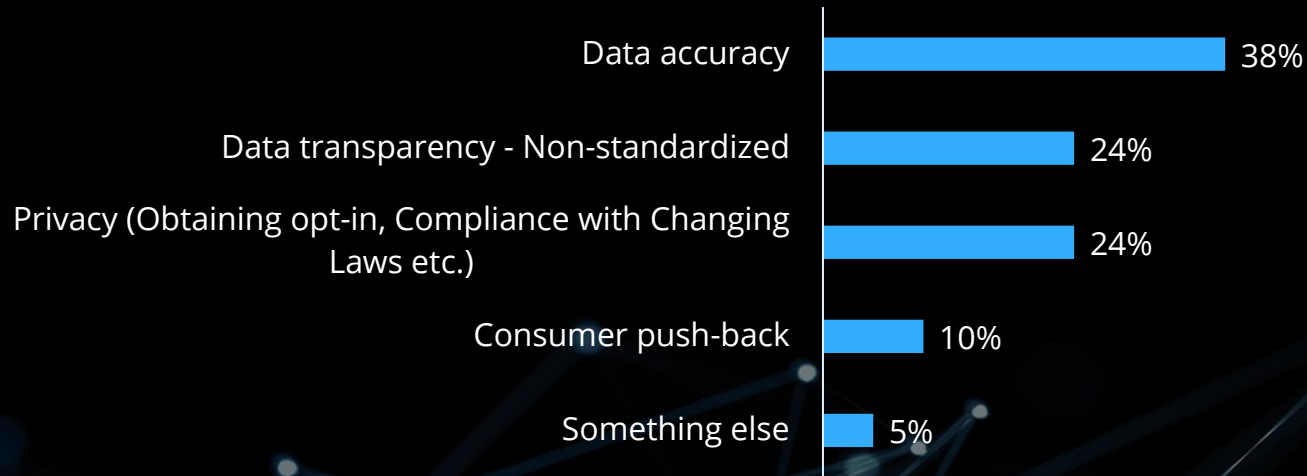 Data accuracy 38%
Data transparency - Non-standardized 24%
Privacy (Obtaining opt-in, Compliance with Changing
Laws etc.) 24%
Consumer push-back 10%
Something else 5%